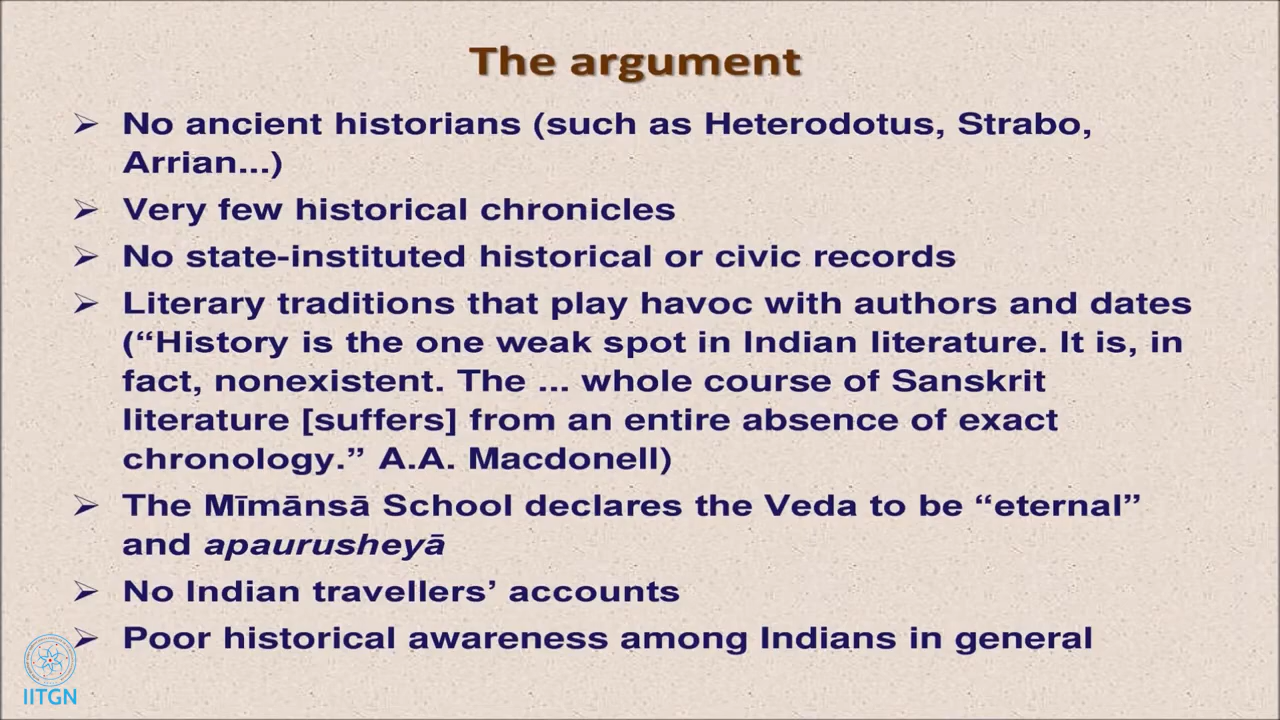 The argument
➢ No ancient historians (such as Heterodotus, Strabo,
Arrian...)
➢ Very few historical chronicles
➢ No state-instituted historical or civic records
➢ Literary traditions that play havoc with authors and dates
(“History is the one weak spot in Indian literature. It is, in
fact, nonexistent. The ... whole course of Sanskrit
literature [suffers] from an entire absence of exact
chronology.” A.A. Macdonell)
➢ The Mīmānsā School declares the Veda to be “eternal”
and apaurusheyā
➢ No Indian travellers’ accounts
➢ Poor historical awareness among Indians in general
IITGN